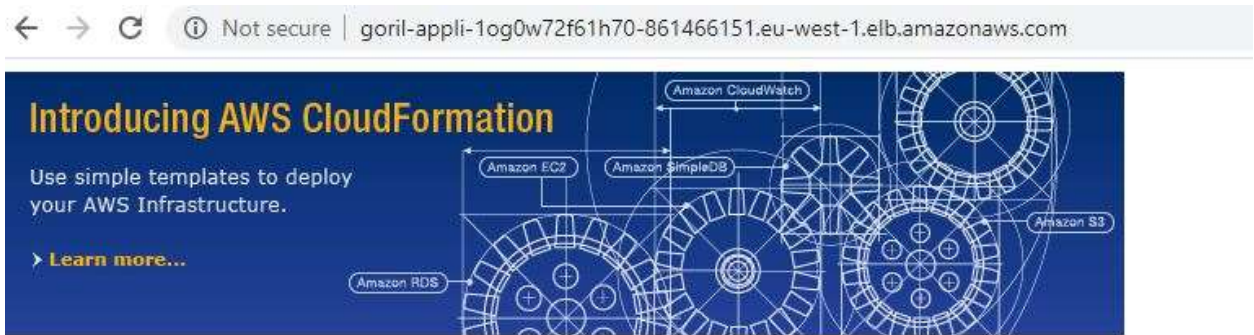 Not secure | goril-appli-1og0w72f61h70-861466151.eu-west-1.elb.amazonaws.com
Introducing AWS CloudFormation
Amazon CloudWatch
Use simple templates to deploy
your AWS Infrastructure.
Amazon EC2
Amazon SimpleDB
Amazon S3
Learn more...
Amazon RDS